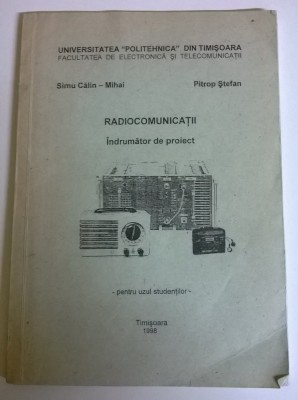 UNIVERSITATEA "POLITEHNICA" DIN TIMIŞOARA
FACULTATEA DE ELECTRONICĂ ŞI TELECOMUNICAŢII
Simu Călin – Mihai Pitrop Ştefan
RADIOCOMUNICAŢII
Îndrumător de proiect
- pentru uzul studenţilor -
Timişoara
1998